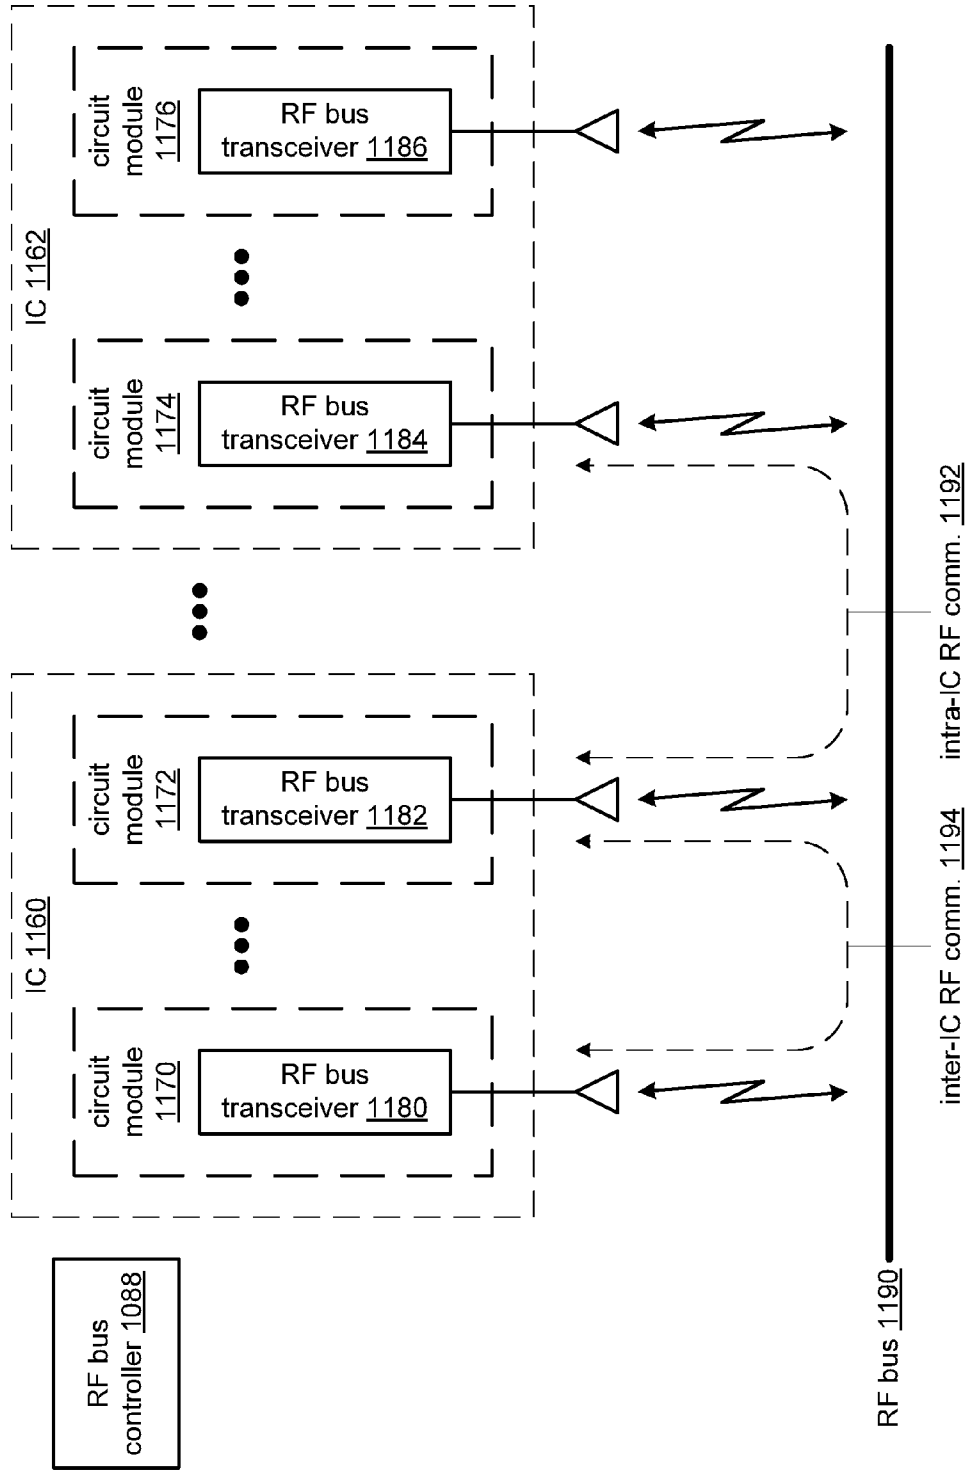 RF bus
controller 1088
IC 1160
circuit
module
1170
RF bus
transceiver 1180
circuit
module
1172
RF bus
transceiver 1182
IC 1162
circuit
module
1174
RF bus
transceiver 1184
circuit
module
1176
RF bus
transceiver 1186
RF bus 1190
inter-IC RF comm. 1194
intra-IC RF comm. 1192